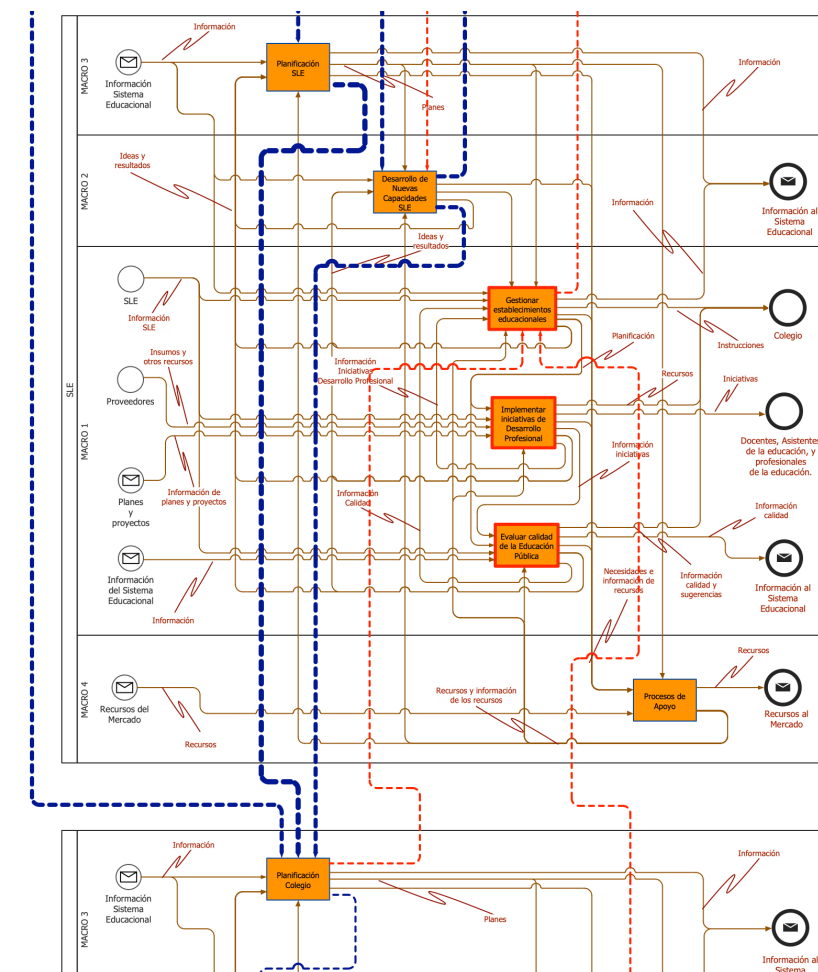 Información
MACRO 3
Información
Sistema
Educacional
Planificación
SLE
Información
Planes
Ideas y
resultados
MACRO 2
Desarrollo de
Nuevas
Capacidades
SLE
Información
Información al
Sistema
Educacional
Ideas y
resultados
SLE
SLE
Información
SLE
Gestionar
establecimientos
educacionales
Colegio
Instrucciones
Planificación
Insumos y
otros recursos
Información
Iniciativas
Desarrollo Profesional
Recursos
Iniciativas
Proveedores
MACRO 1
Implementar
iniciativas de
Desarrollo
Profesional
Docentes, Asistentes
de la educación, y
profesionales
de la educación.
Información
iniciativas
Planes
y
proyectos
Información de
planes y proyectos
Información
Calidad
Información
calidad
Evaluar calidad
de la Educación
Pública
Información
del Sistema
Educacional
Información
Necesidades e
información de
recursos
Información
calidad y
sugerencias
Información al
Sistema
Educacional
MACRO 4
Recursos del
Mercado
Recursos
Recursos y información
de los recursos
Procesos de
Apoyo
Recursos
Recursos al
Mercado
Información
MACRO 3
Información
Sistema
Educacional
Planificación
Colegio
Información
Planes
Información al
Sistema